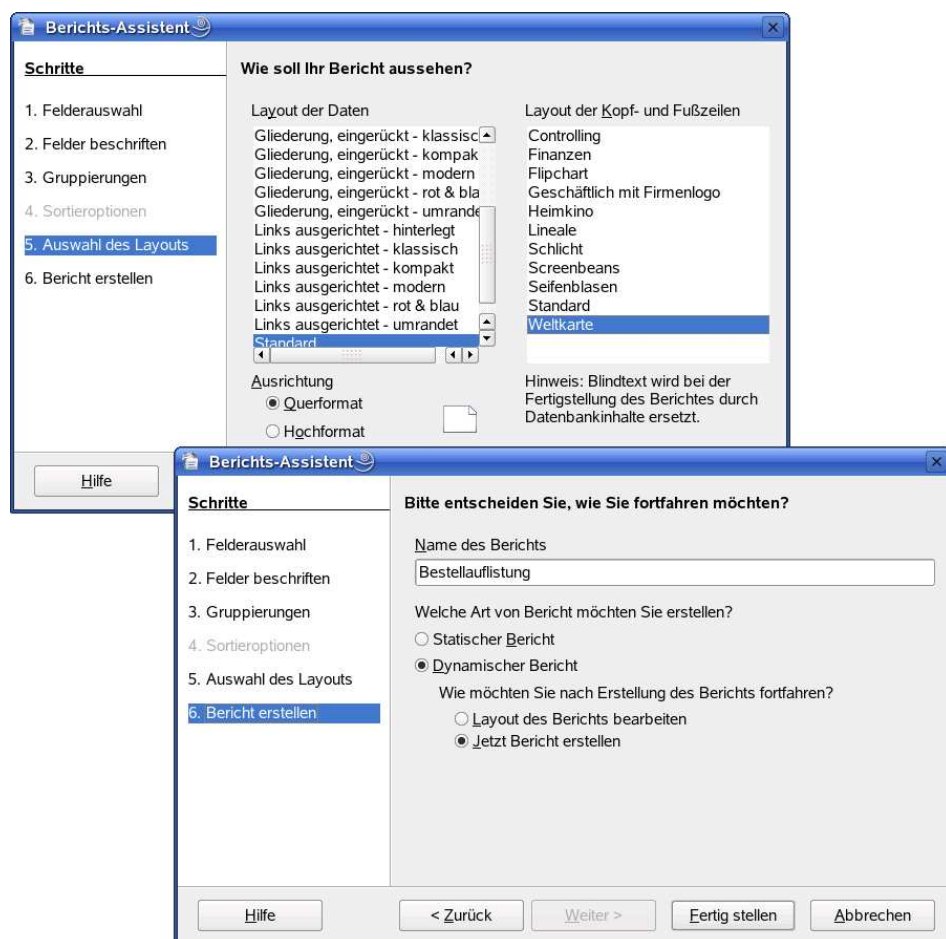 Berichts-Assistent
Schritte
1. Felderauswahl
2. Felder beschriften
3. Gruppierungen
4. Sortieroptionen
5. Auswahl des Layouts
6. Bericht erstellen
Wie soll Ihr Bericht aussehen?
Layout der Daten
Gliederung, eingerückt - klassisc
Gliederung, eingerückt - kompak
Gliederung, eingerückt - modern
Gliederung, eingerückt - rot & bla
Gliederung, eingerückt - umrande
Links ausgerichtet - hinterlegt
Links ausgerichtet - klassisch
Links ausgerichtet - kompakt
Links ausgerichtet - modern
Links ausgerichtet - rot & blau
Links ausgerichtet - umrandet
Standard
Layout der Kopf- und Fußzeilen
Controlling
Finanzen
Flipchart
Geschäftlich mit Firmenlogo
Heimkino
Lineale
Schlicht
Screenbeans
Seifenblasen
Standard
Weltkarte
Ausrichtung
Querformat
Hochformat
Hinweis: Blindtext wird bei der
Fertigstellung des Berichtes durch
Datenbankinhalte ersetzt.
Hilfe
Berichts-Assistent
Schritte
1. Felderauswahl
2. Felder beschriften
3. Gruppierungen
4. Sortieroptionen
5. Auswahl des Layouts
6. Bericht erstellen
Bitte entscheiden Sie, wie Sie fortfahren möchten?
Name des Berichts
Bestellauflistung
Welche Art von Bericht möchten Sie erstellen?
Statischer Bericht
Dynamischer Bericht
Wie möchten Sie nach Erstellung des Berichts fortfahren?
Layout des Berichts bearbeiten
Jetzt Bericht erstellen
Hilfe
< Zurück
Weiter >
Fertig stellen
Abbrechen